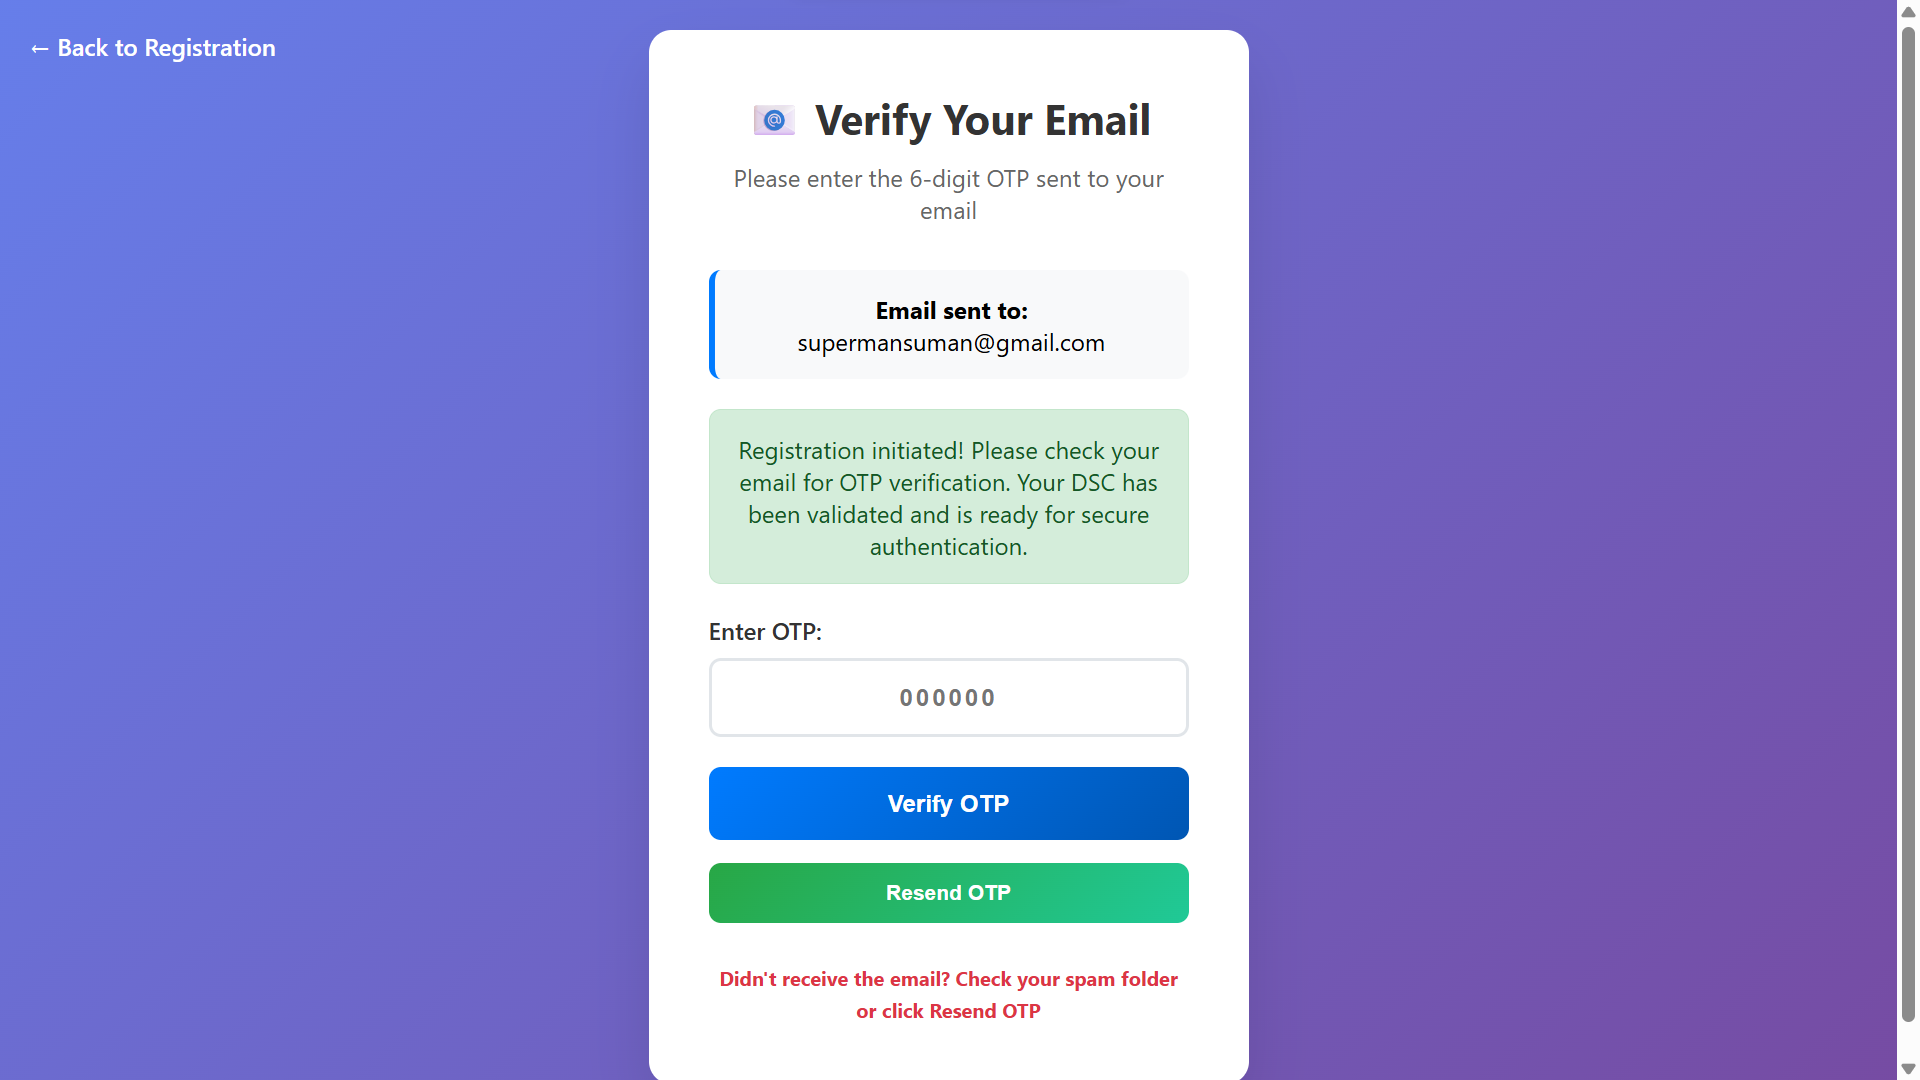 ← Back to Registration
Verify Your Email
Please enter the 6-digit OTP sent to your
email
Email sent to:
supermansuman@gmail.com
Registration initiated! Please check your
email for OTP verification. Your DSC has
been validated and is ready for secure
authentication.
Enter OTP:
000000
Verify OTP
Resend OTP
Didn't receive the email? Check your spam folder
or click Resend OTP